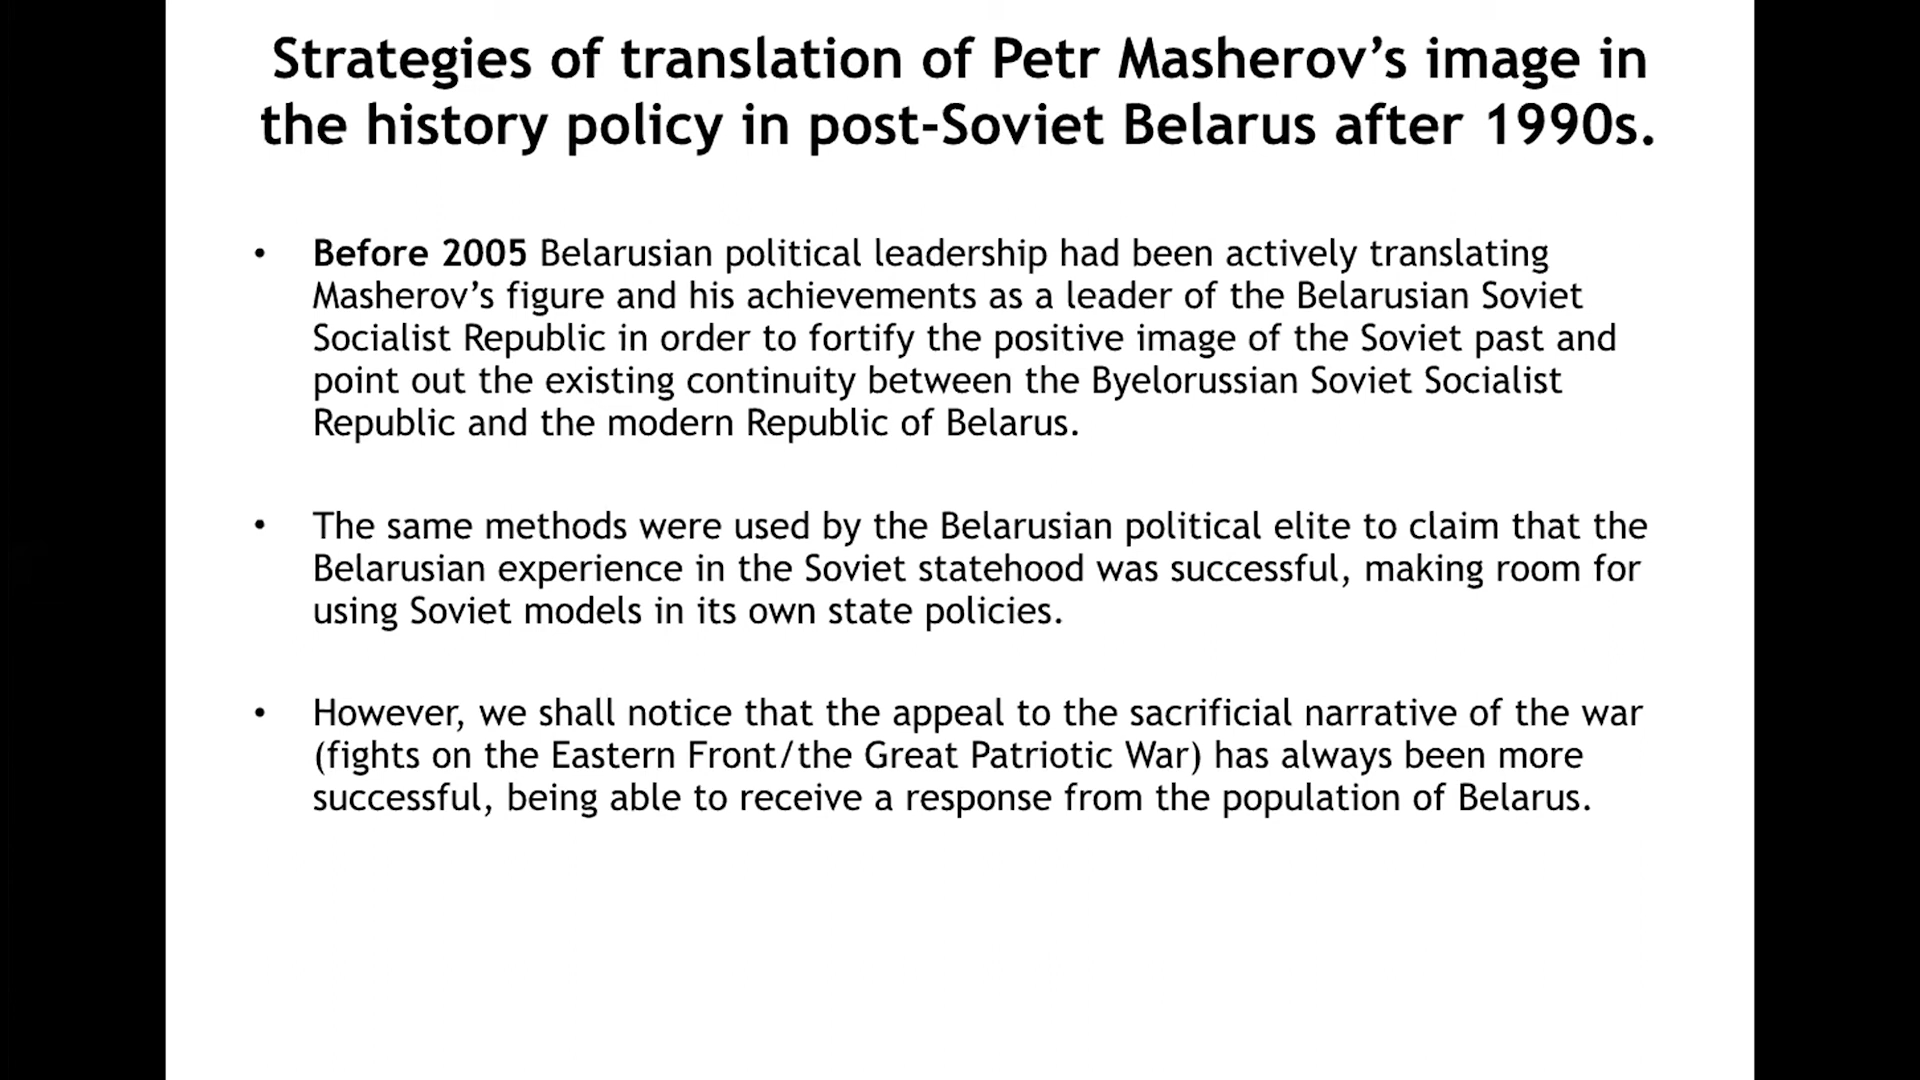 Strategies of translation of Petr Masherov’s image in
the history policy in post-Soviet Belarus after 1990s.
• Before 2005 Belarusian political leadership had been actively translating
Masherov’s figure and his achievements as a leader of the Belarusian Soviet
Socialist Republic in order to fortify the positive image of the Soviet past and
point out the existing continuity between the Byelorussian Soviet Socialist
Republic and the modern Republic of Belarus.
• The same methods were used by the Belarusian political elite to claim that the
Belarusian experience in the Soviet statehood was successful, making room for
using Soviet models in its own state policies.
• However, we shall notice that the appeal to the sacrificial narrative of the war
(fights on the Eastern Front/the Great Patriotic War) has always been more
successful, being able to receive a response from the population of Belarus.